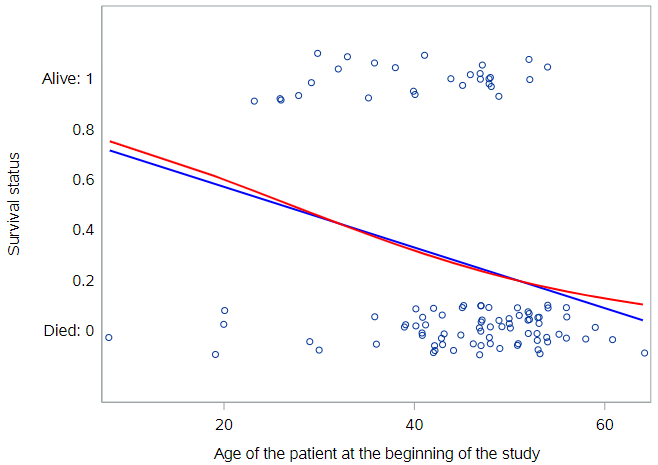 Alive: 1
0.8
0.6
0.4
0.2
Died: 0
Survival status
20
40
60
Age of the patient at the beginning of the study